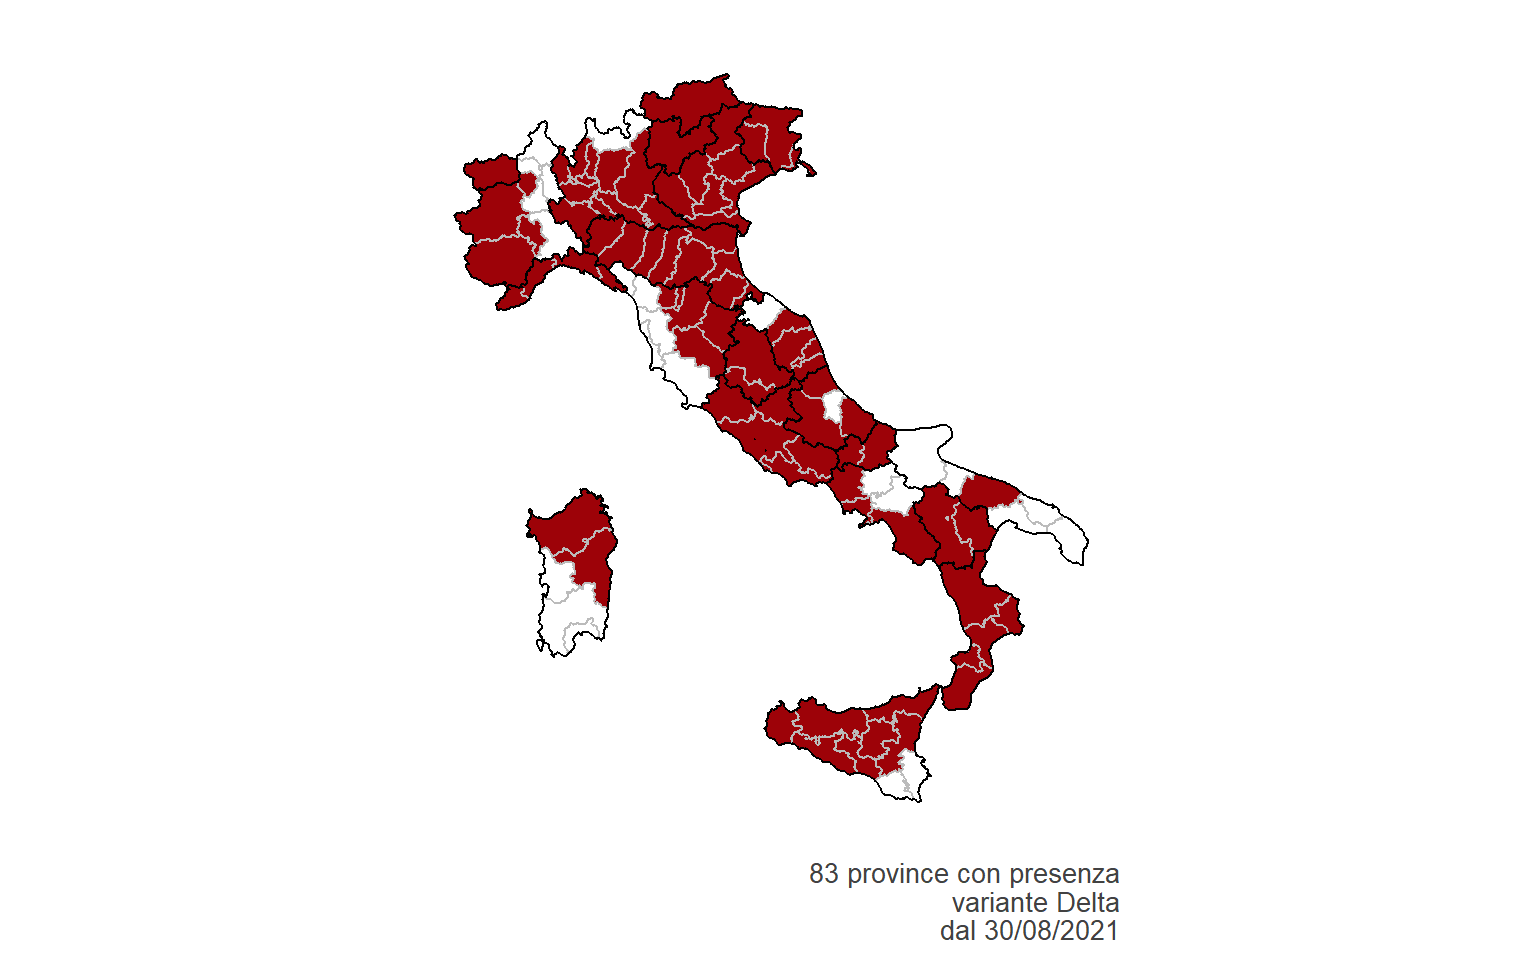 83 province con presenza
variante Delta
dal 30/08/2021